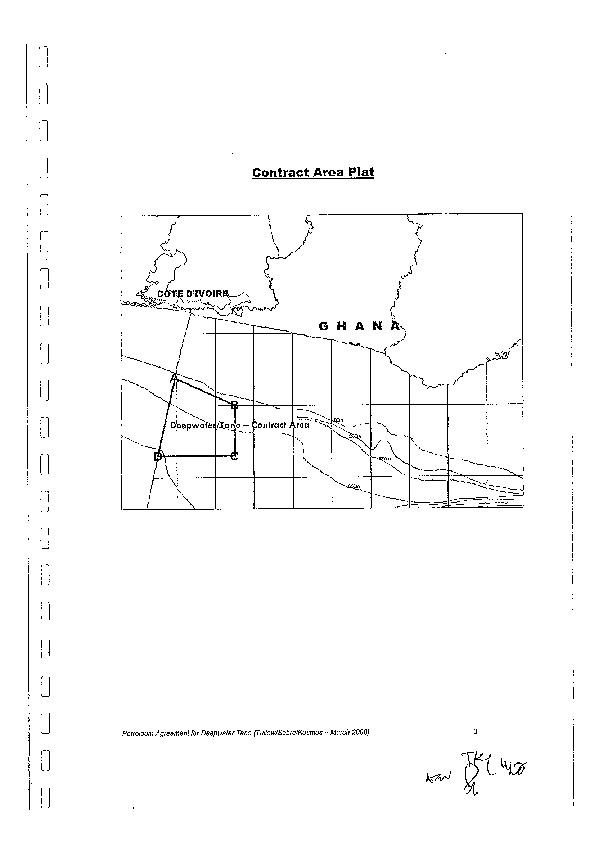 Contract Area Plat
COTE D'IVOIRE
G H A N A
A
B
Deepwater Tano – Contract Area
D
C
Petroleum Agreement for Deepwater Tano (Tullow/Sabre/Kosmos – March 2006)
3